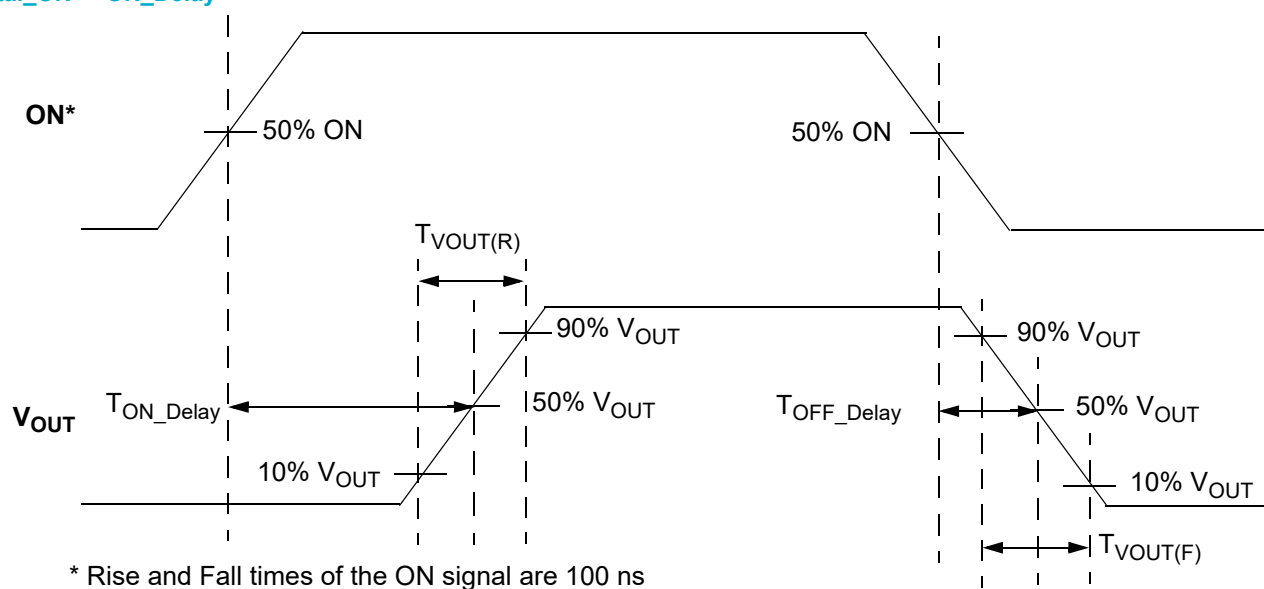 ON*
50% ON
50% ON
TVOUT(R)
90% VOUT
90% VOUT
VOUT
TON_Delay
50% VOUT
TOFF_Delay
50% VOUT
10% VOUT
10% VOUT
TVOUT(F)
* Rise and Fall times of the ON signal are 100 ns